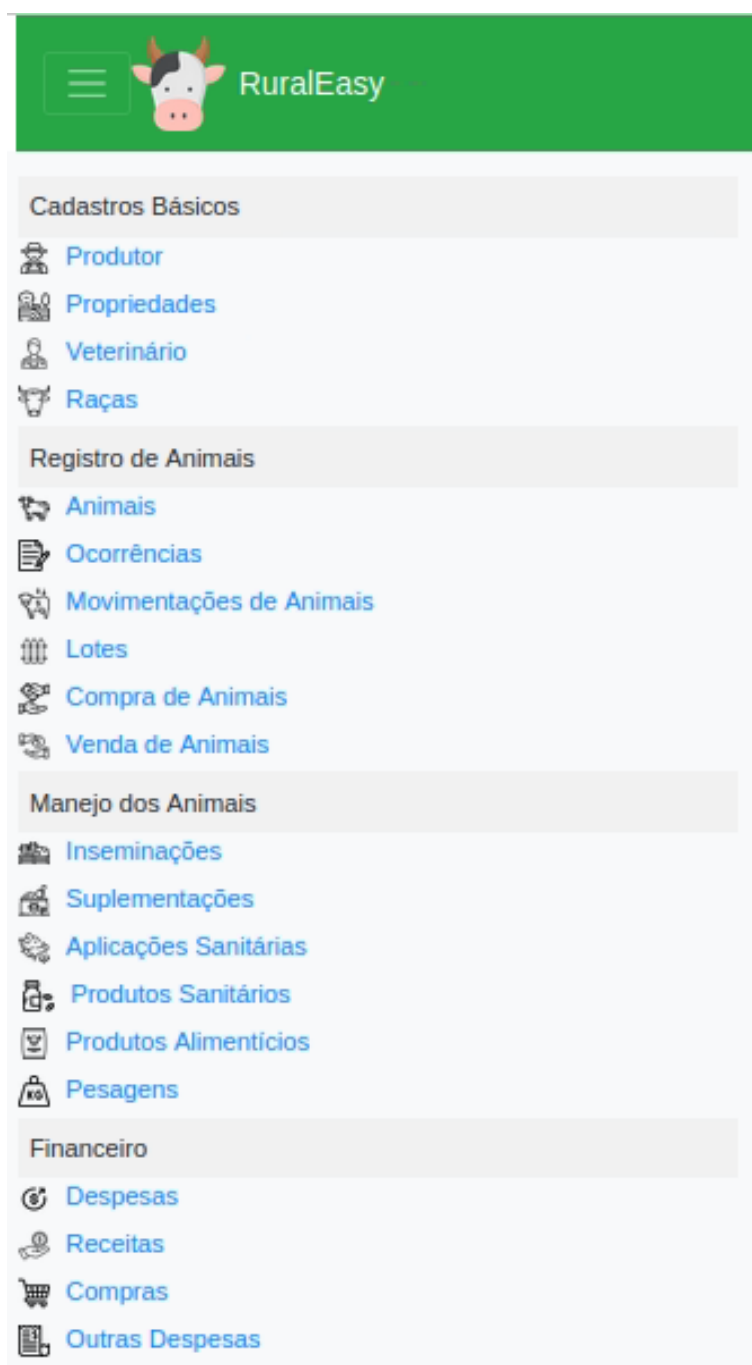 RuralEasy
Cadastros Básicos
Produtor
Propriedades
Veterinário
Raças
Registro de Animais
Animais
Ocorrências
Movimentações de Animais
Lotes
Compra de Animais
Venda de Animais
Manejo dos Animais
Inseminações
Suplementações
Aplicações Sanitárias
Produtos Sanitários
Produtos Alimentícios
KG
Pesagens
Financeiro
Despesas
Receitas
Compras
Outras Despesas